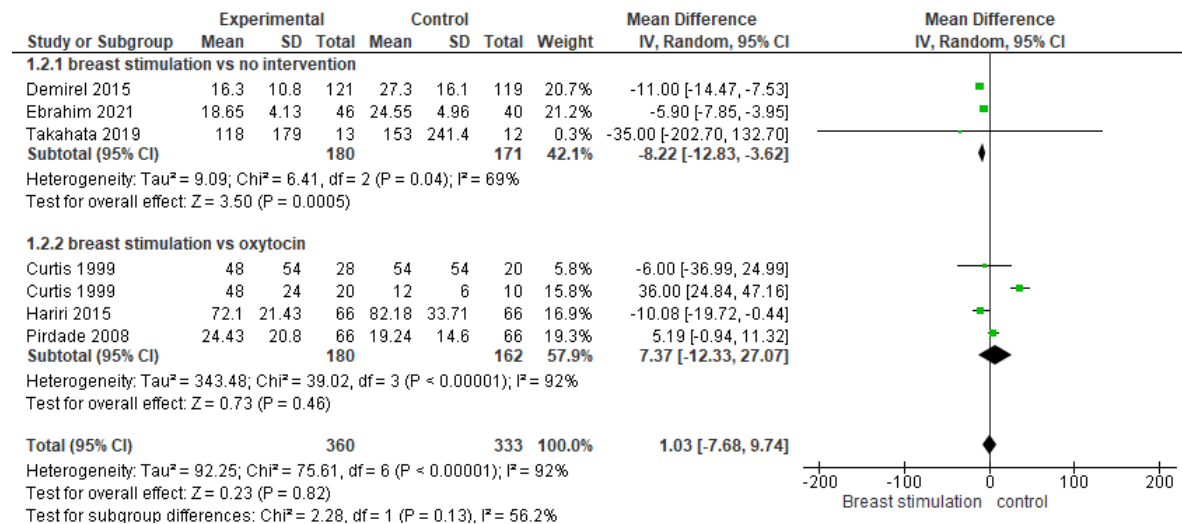 Experimental Control Mean Difference Mean Difference
Study or Subgroup Mean SD Total Mean SD Total Weight IV, Random, 95% CI IV, Random, 95% CI
1.2.1 breast stimulation vs no intervention
Demirel 2015 16.3 10.8 121 27.3 16.1 119 20.7% -11.00 [-14.47, -7.53]
Ebrahim 2021 18.65 4.13 46 24.55 4.96 40 21.2% -5.90 [-7.85, -3.95]
Takahata 2019 118 179 13 153 241.4 12 0.3% -35.00 [-202.70, 132.70]
Subtotal (95% CI) 180 171 42.1% -8.22 [-12.83, -3.62]
Heterogeneity: Tau² = 9.09; Chi² = 6.41, df = 2 (P = 0.04); I² = 69%
Test for overall effect: Z = 3.50 (P = 0.0005)
1.2.2 breast stimulation vs oxytocin
Curtis 1999 48 54 28 54 54 20 5.8% -6.00 [-36.99, 24.99]
Curtis 1999 48 24 20 12 6 10 15.8% 36.00 [24.84, 47.16]
Hariri 2015 72.1 21.43 66 82.18 33.71 66 16.9% -10.08 [-19.72, -0.44]
Pirdade 2008 24.43 20.8 66 19.24 14.6 66 19.3% 5.19 [-0.94, 11.32]
Subtotal (95% CI) 180 162 57.9% 7.37 [-12.33, 27.07]
Heterogeneity: Tau² = 343.48; Chi² = 39.02, df = 3 (P < 0.00001); I² = 92%
Test for overall effect: Z = 0.73 (P = 0.46)
Total (95% CI) 360 333 100.0% 1.03 [-7.68, 9.74]
Heterogeneity: Tau² = 92.25; Chi² = 75.61, df = 6 (P < 0.00001); I² = 92%
Test for overall effect: Z = 0.23 (P = 0.82)
Test for subgroup differences: Chi² = 2.28, df = 1 (P = 0.13), I² = 56.2%
-200 -100 0 100 200
Breast stimulation control